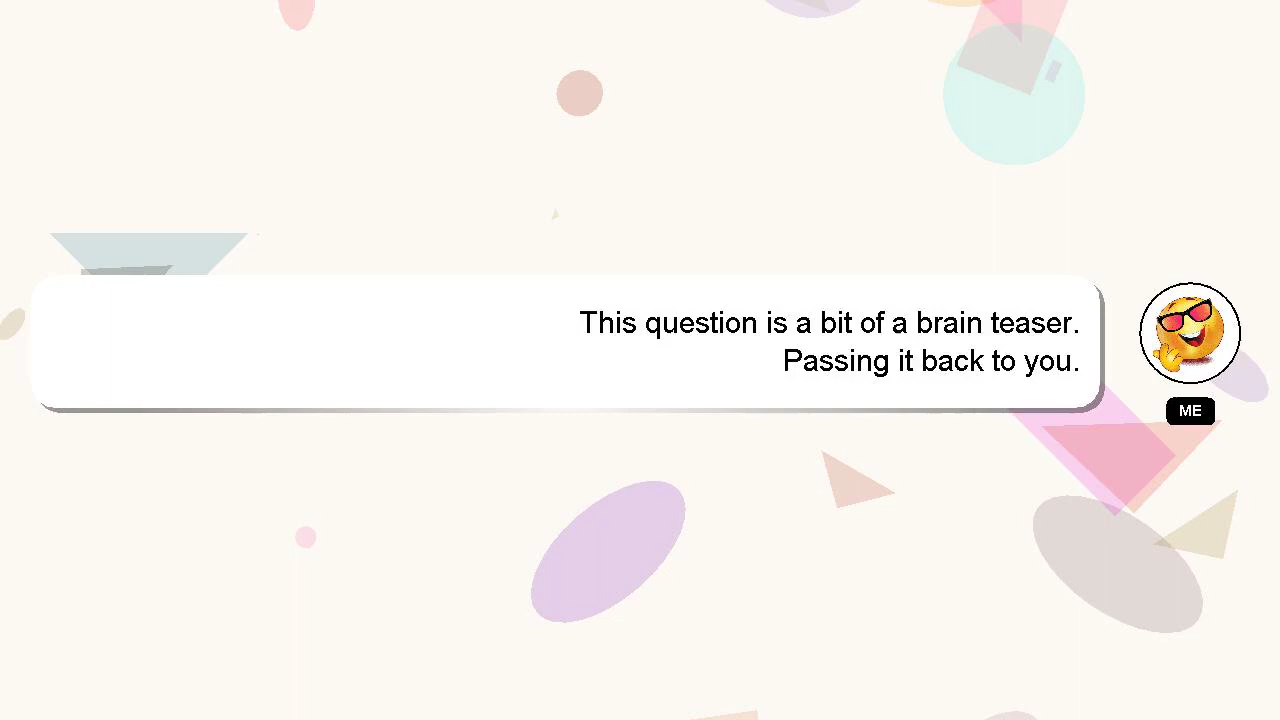 This question is a bit of a brain teaser.
Passing it back to you.
ME